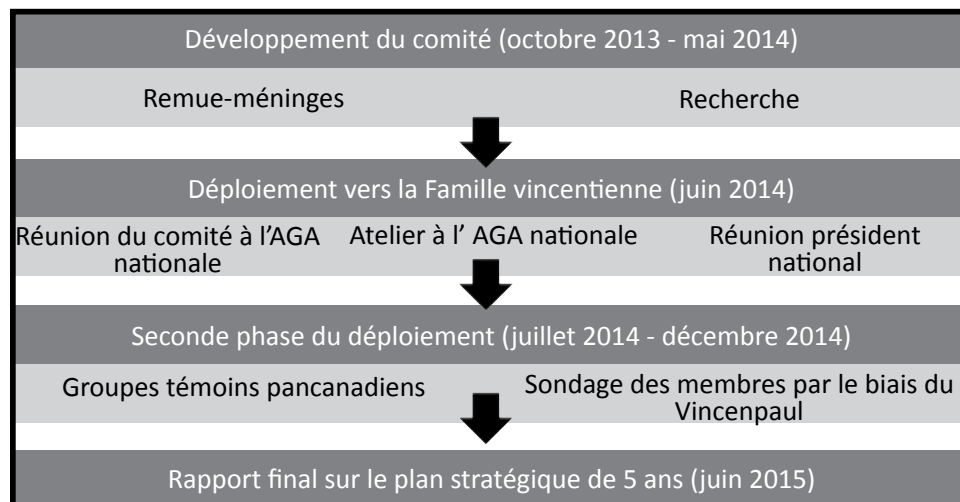 Développement du comité (octobre 2013 - mai 2014)
Remue-méninges
Recherche
Déploiement vers la Famille vincentienne (juin 2014)
Réunion du comité à l'AGA
nationale
Atelier à l' AGA nationale
Réunion président
national
Seconde phase du déploiement (juillet 2014 - décembre 2014)
Groupes témoins pancanadiens
Sondage des membres par le biais du
Vincenpaul
Rapport final sur le plan stratégique de 5 ans (juin 2015)